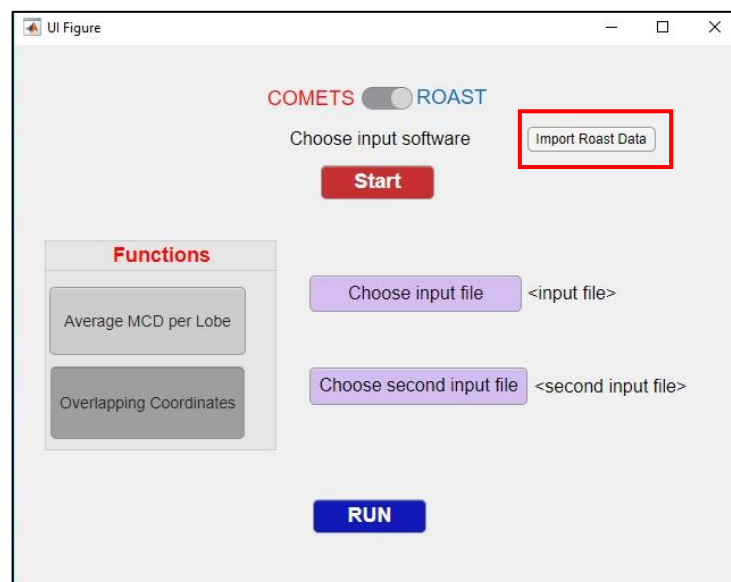 UI Figure
COMETS ROAST
Choose input software
Import Roast Data
Start
Functions
Average MCD per Lobe
Overlapping Coordinates
Choose input file <input file>
Choose second input file <second input file>
RUN